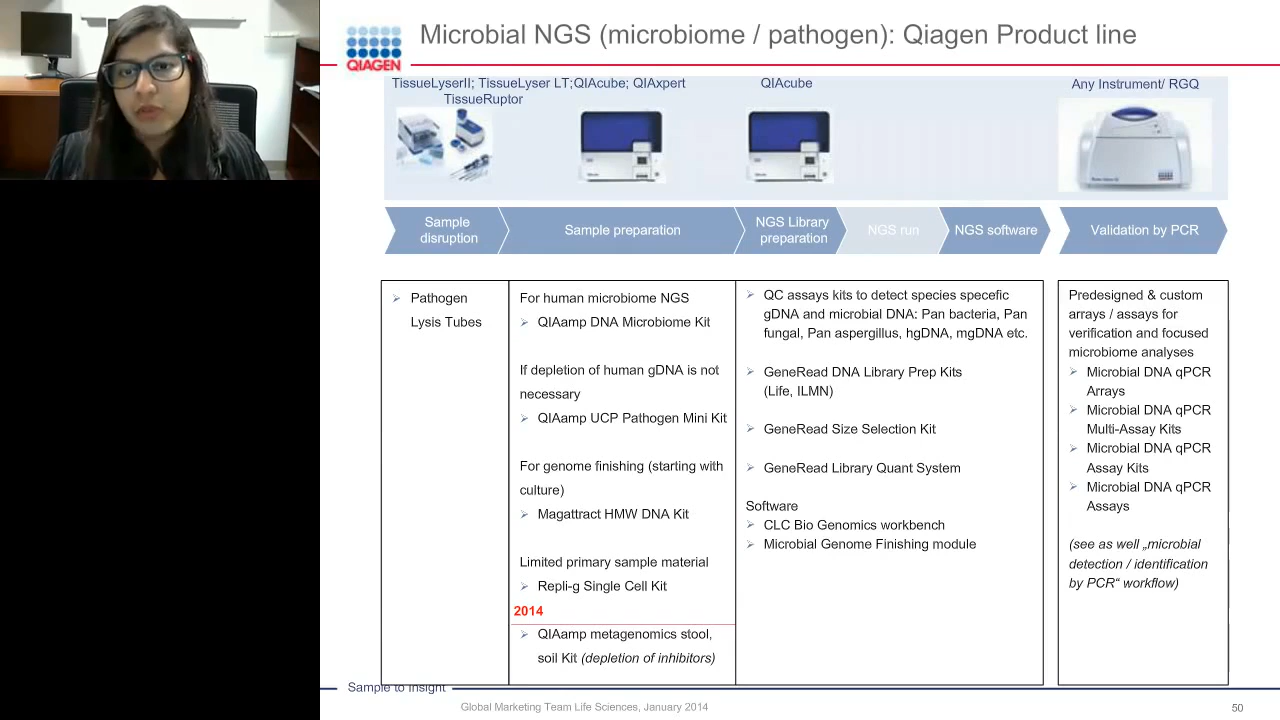 Microbial NGS (microbiome / pathogen): Qiagen Product line
QIAGEN
TissueLyserII; TissueLyser LT;QIAcube; QIAxpert
TissueRuptor
QIAcube
Any Instrument/ RGQ
Sample
disruption
Sample preparation
NGS Library
preparation
NGS run
NGS software
Validation by PCR
Pathogen
Lysis Tubes
For human microbiome NGS
QIAamp DNA Microbiome Kit
If depletion of human gDNA is not
necessary
QIAamp UCP Pathogen Mini Kit
For genome finishing (starting with
culture)
Magattract HMW DNA Kit
Limited primary sample material
Repli-g Single Cell Kit
2014
QIAamp metagenomics stool,
soil Kit (depletion of inhibitors)
QC assays kits to detect species specefic
gDNA and microbial DNA: Pan bacteria, Pan
fungal, Pan aspergillus, hgDNA, mgDNA etc.
GeneRead DNA Library Prep Kits
(Life, ILMN)
GeneRead Size Selection Kit
GeneRead Library Quant System
Software
CLC Bio Genomics workbench
Microbial Genome Finishing module
Predesigned & custom
arrays / assays for
verification and focused
microbiome analyses
Microbial DNA qPCR
Arrays
Microbial DNA qPCR
Multi-Assay Kits
Microbial DNA qPCR
Assay Kits
Microbial DNA qPCR
Assays
(see as well „microbial
detection / identification
by PCR“ workflow)
Sample to Insight
Global Marketing Team Life Sciences, January 2014
50